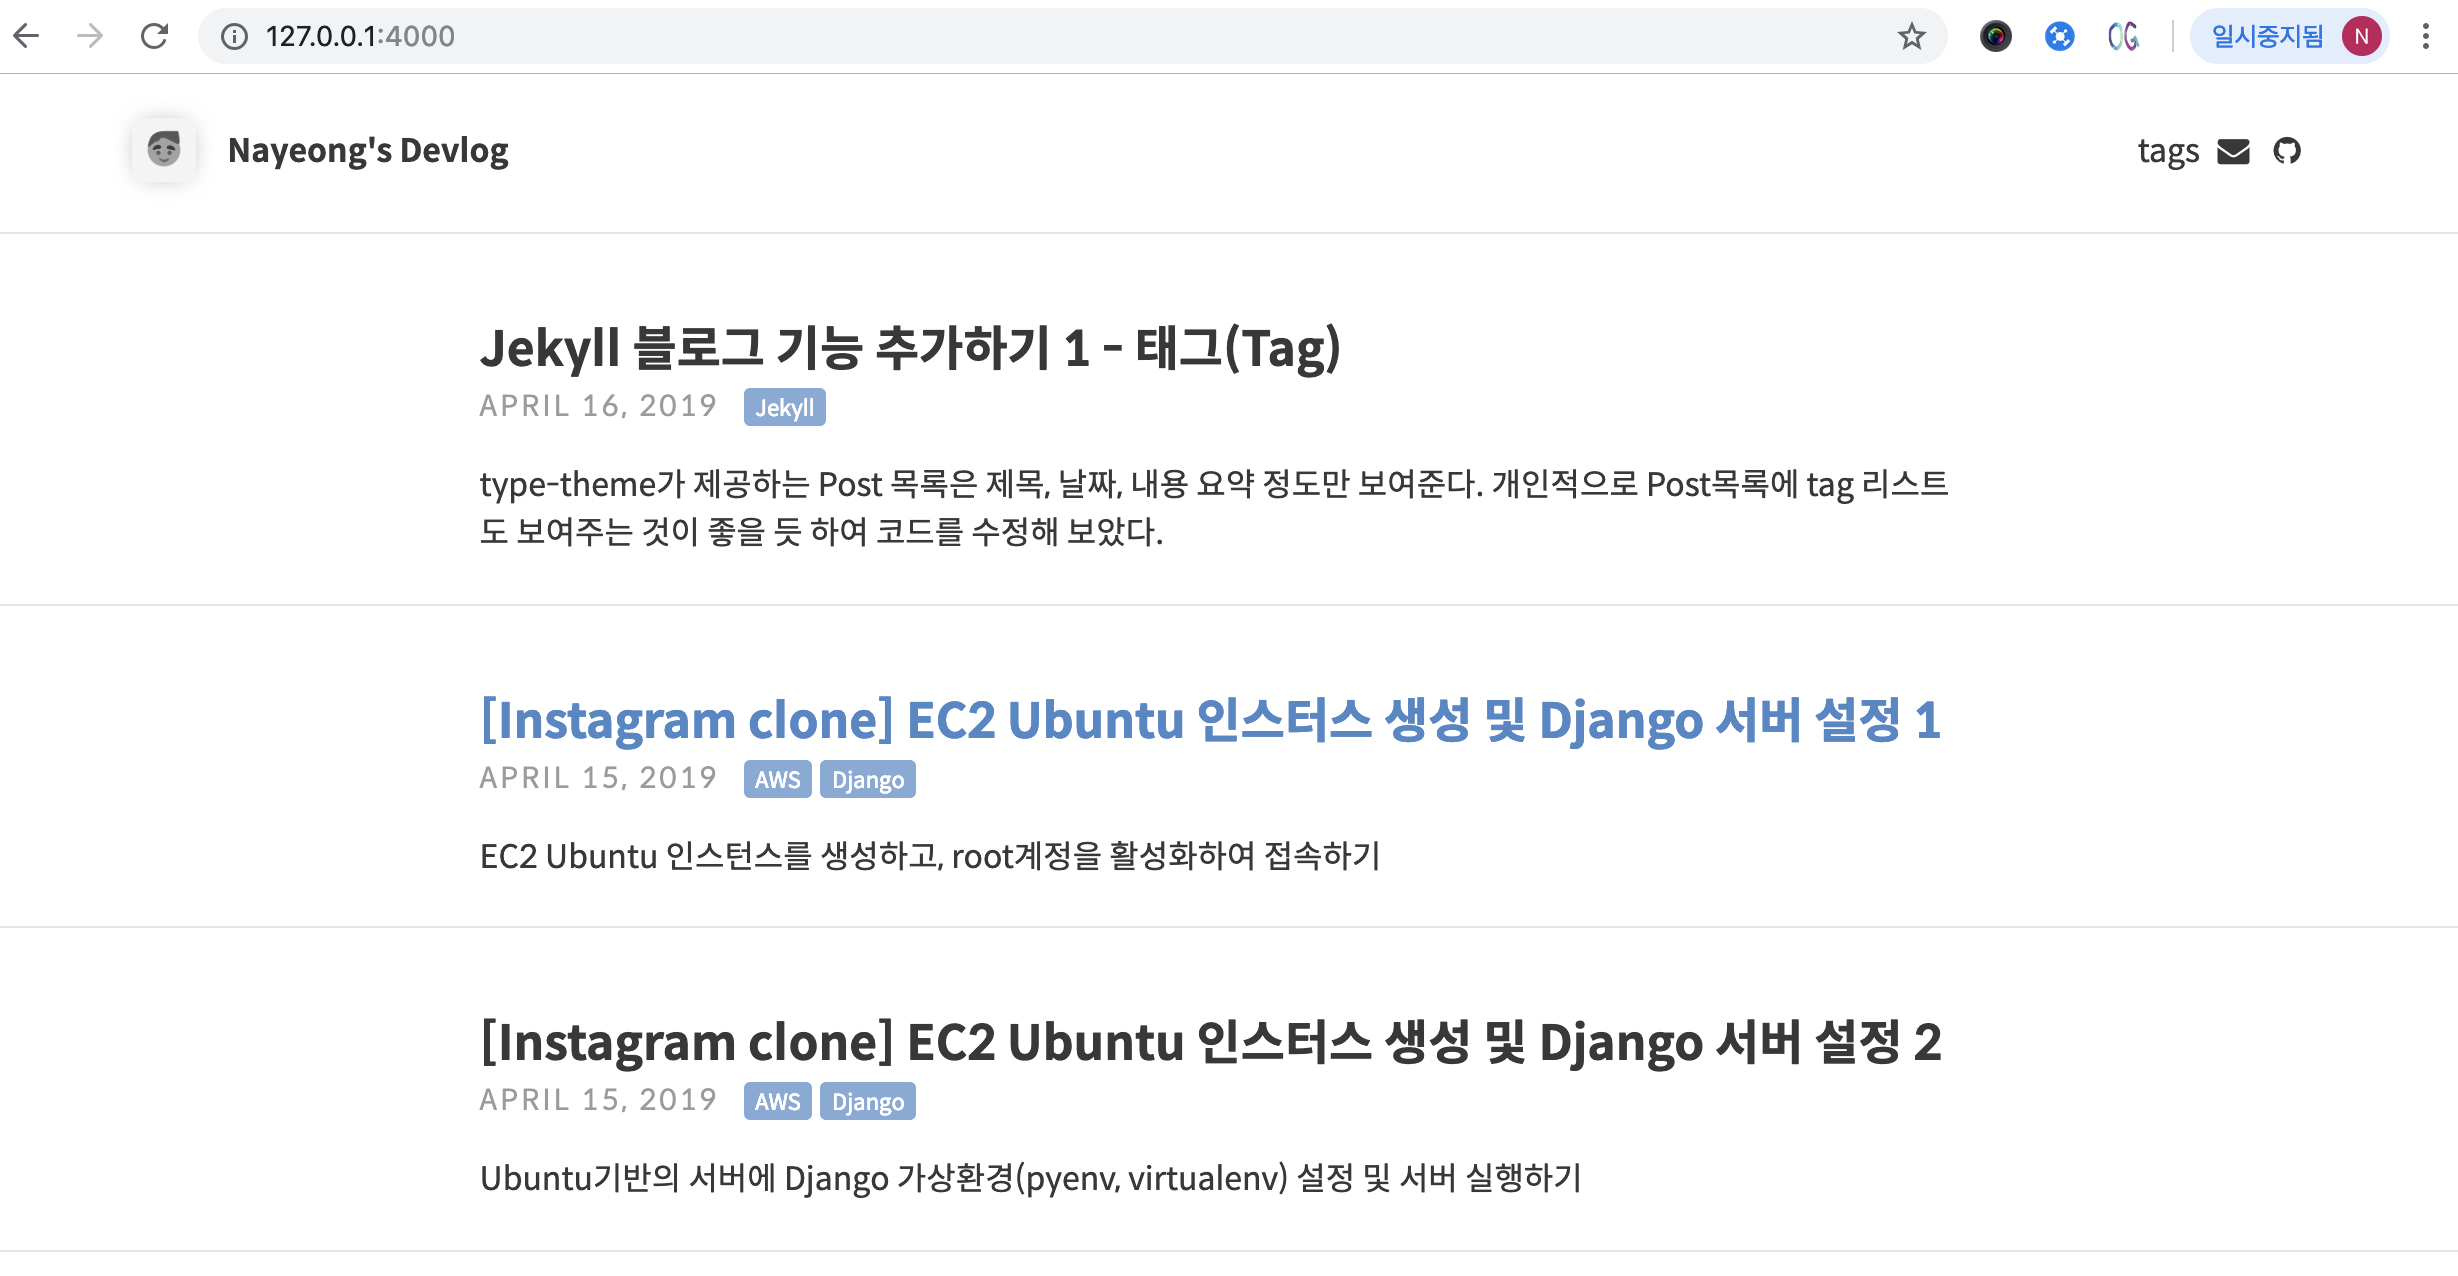 127.0.0.1:4000
일시중지됨 N
Nayeong's Devlog
tags
Jekyll 블로그 기능 추가하기 1 - 태그(Tag)
APRIL 16, 2019 Jekyll
type-theme가 제공하는 Post 목록은 제목, 날짜, 내용 요약 정도만 보여준다. 개인적으로 Post목록에 tag 리스트
도 보여주는 것이 좋을 듯 하여 코드를 수정해 보았다.
[Instagram clone] EC2 Ubuntu 인스터스 생성 및 Django 서버 설정 1
APRIL 15, 2019 AWS Django
EC2 Ubuntu 인스턴스를 생성하고, root계정을 활성화하여 접속하기
[Instagram clone] EC2 Ubuntu 인스터스 생성 및 Django 서버 설정 2
APRIL 15, 2019 AWS Django
Ubuntu기반의 서버에 Django 가상환경(pyenv, virtualenv) 설정 및 서버 실행하기